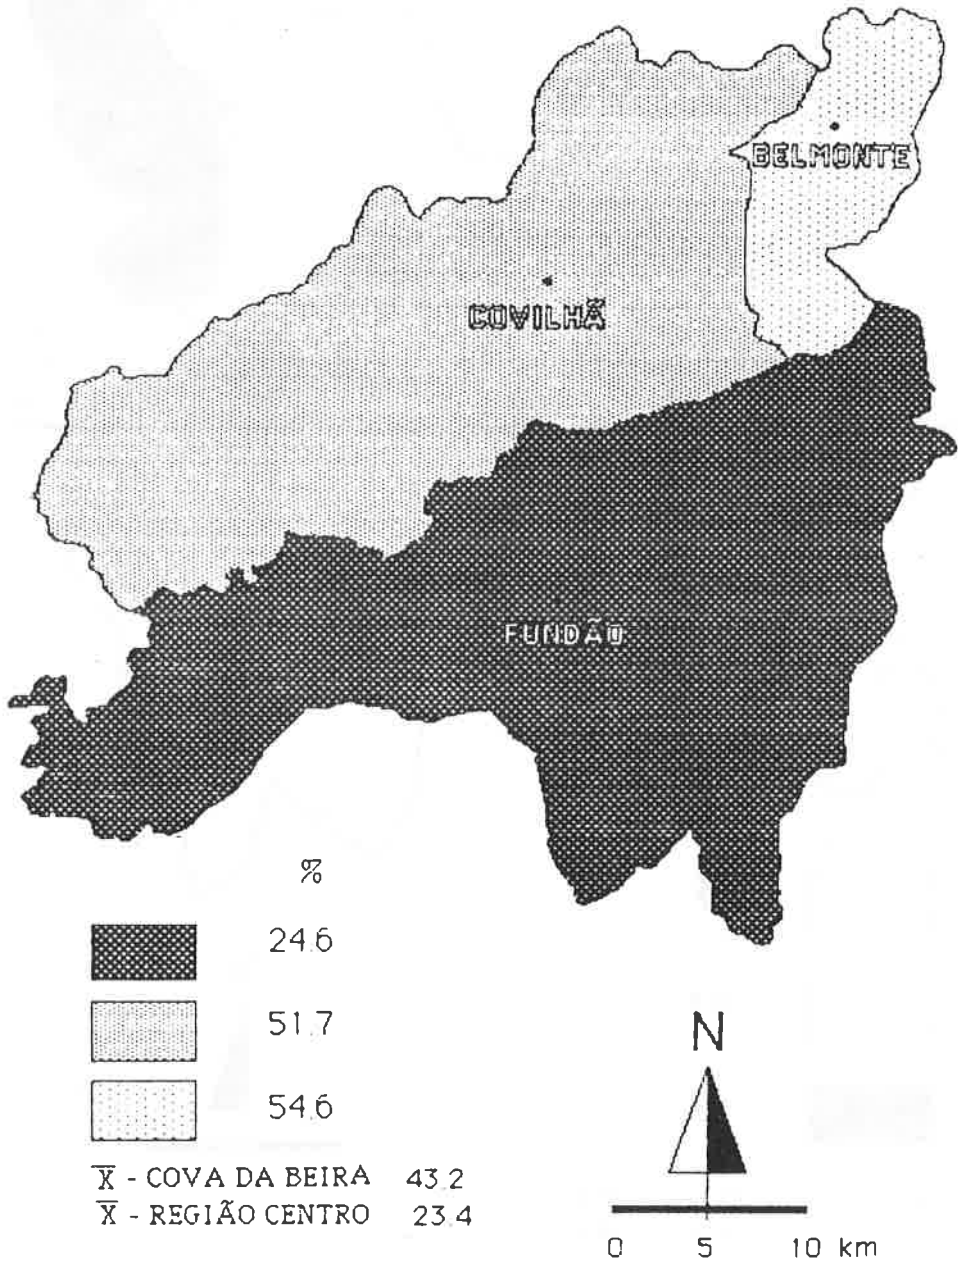 BELMONTE
COVILHÃ
FUNDÃO
%
24.6
51.7
54.6
X̅ - COVA DA BEIRA 43.2
X̅ - REGIÃO CENTRO 23.4
N
0 5 10 km